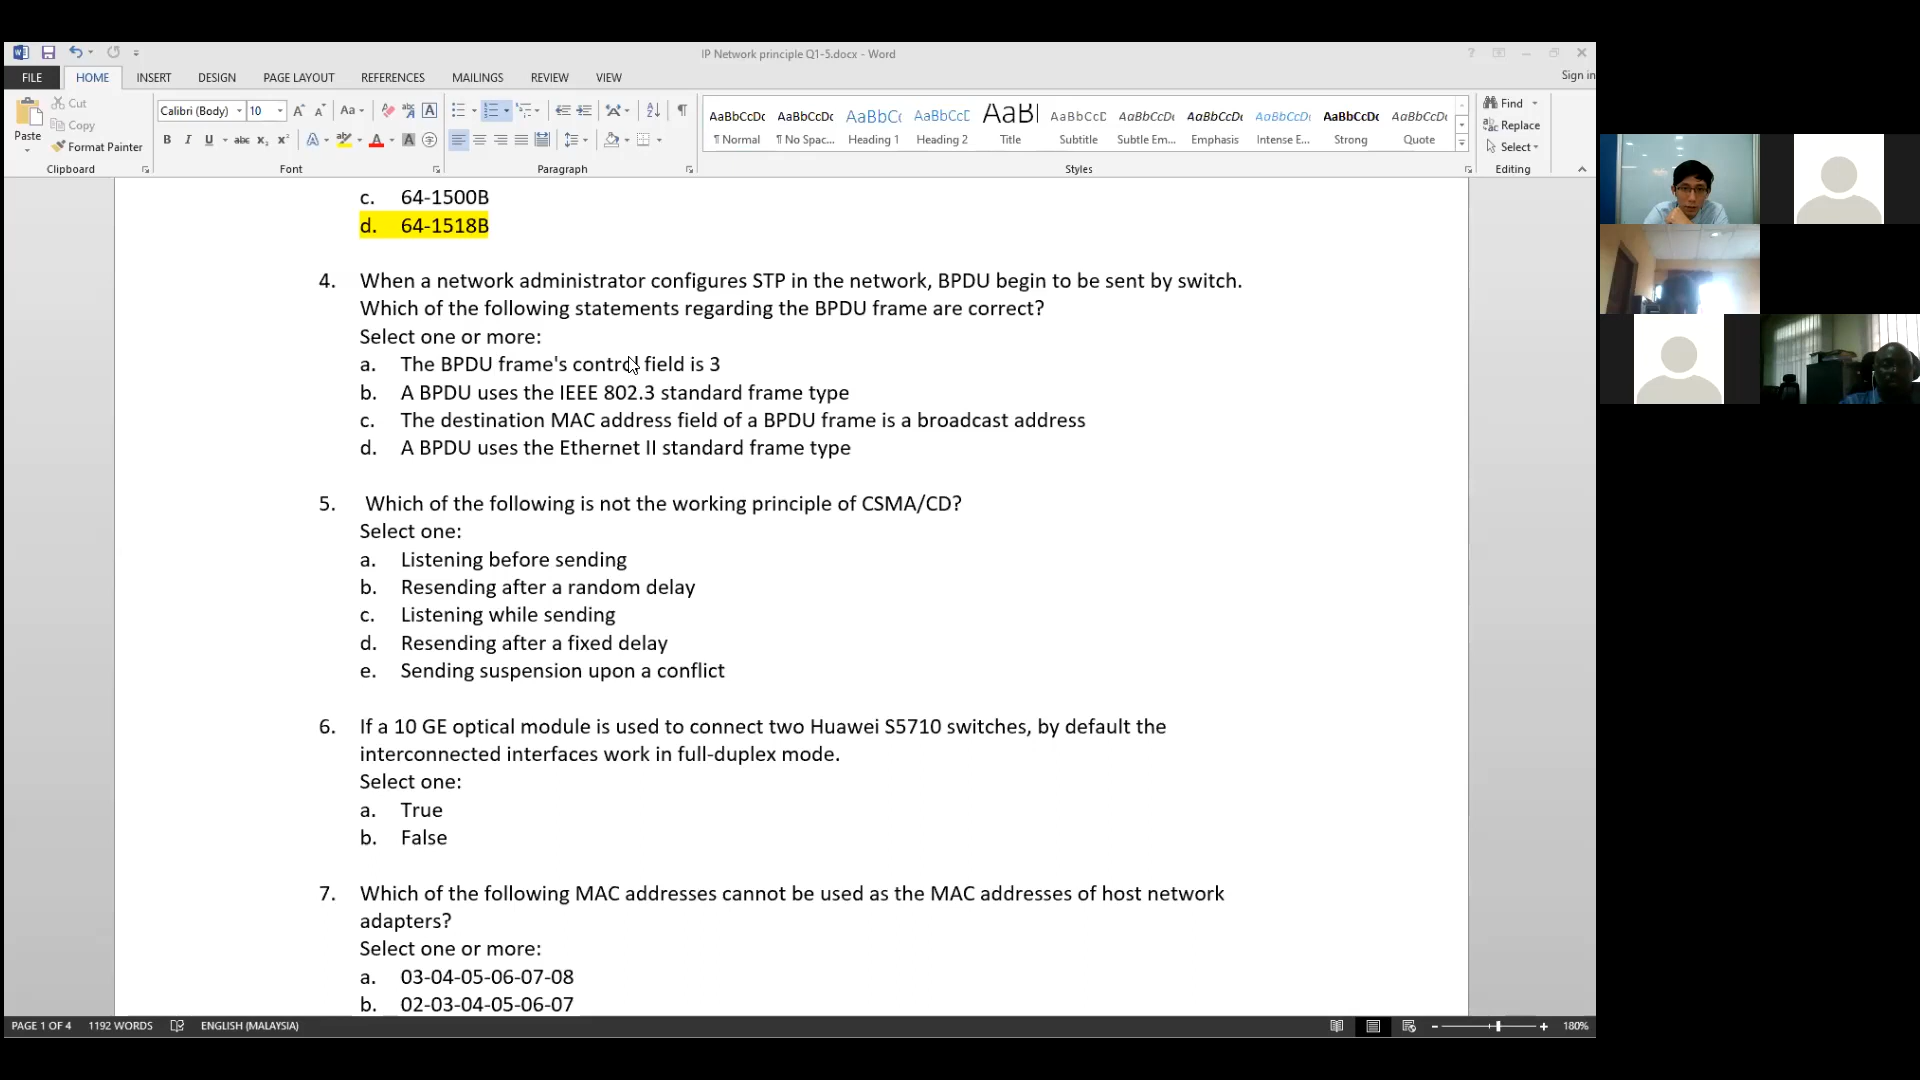 IP Network principle Q1-5.docx - Word
Sign in
FILE HOME INSERT DESIGN PAGE LAYOUT REFERENCES MAILINGS REVIEW VIEW
Paste
Cut
Copy
Format Painter
Clipboard
Calibri (Body) 10
Font
Paragraph
AaBbCcDc AaBbCcDc AaBbC AaBbCcD AaBl AaBbCcD AaBbCcDc AaBbCcDc AaBbCcDc AaBbCcDc AaBbCcDc
¶ Normal ¶ No Spac... Heading 1 Heading 2 Title Subtitle Subtle Em... Emphasis Intense E... Strong Quote
Styles
Find
Replace
Select
Editing
c. 64-1500B
d. 64-1518B
4. When a network administrator configures STP in the network, BPDU begin to be sent by switch.
Which of the following statements regarding the BPDU frame are correct?
Select one or more:
a. The BPDU frame's control field is 3
b. A BPDU uses the IEEE 802.3 standard frame type
c. The destination MAC address field of a BPDU frame is a broadcast address
d. A BPDU uses the Ethernet II standard frame type
5. Which of the following is not the working principle of CSMA/CD?
Select one:
a. Listening before sending
b. Resending after a random delay
c. Listening while sending
d. Resending after a fixed delay
e. Sending suspension upon a conflict
6. If a 10 GE optical module is used to connect two Huawei S5710 switches, by default the
interconnected interfaces work in full-duplex mode.
Select one:
a. True
b. False
7. Which of the following MAC addresses cannot be used as the MAC addresses of host network
adapters?
Select one or more:
a. 03-04-05-06-07-08
b. 02-03-04-05-06-07
PAGE 1 OF 4 1192 WORDS ENGLISH (MALAYSIA) 180%